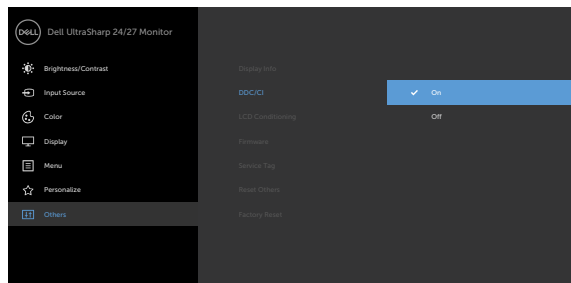 DELL
Dell UltraSharp 24/27 Monitor
Brightness/Contrast
Input Source
Color
Display
Menu
Personalize
Others
Display Info
DDC/CI
LCD Conditioning
Firmware
Service Tag
Reset Others
Factory Reset
On
Off